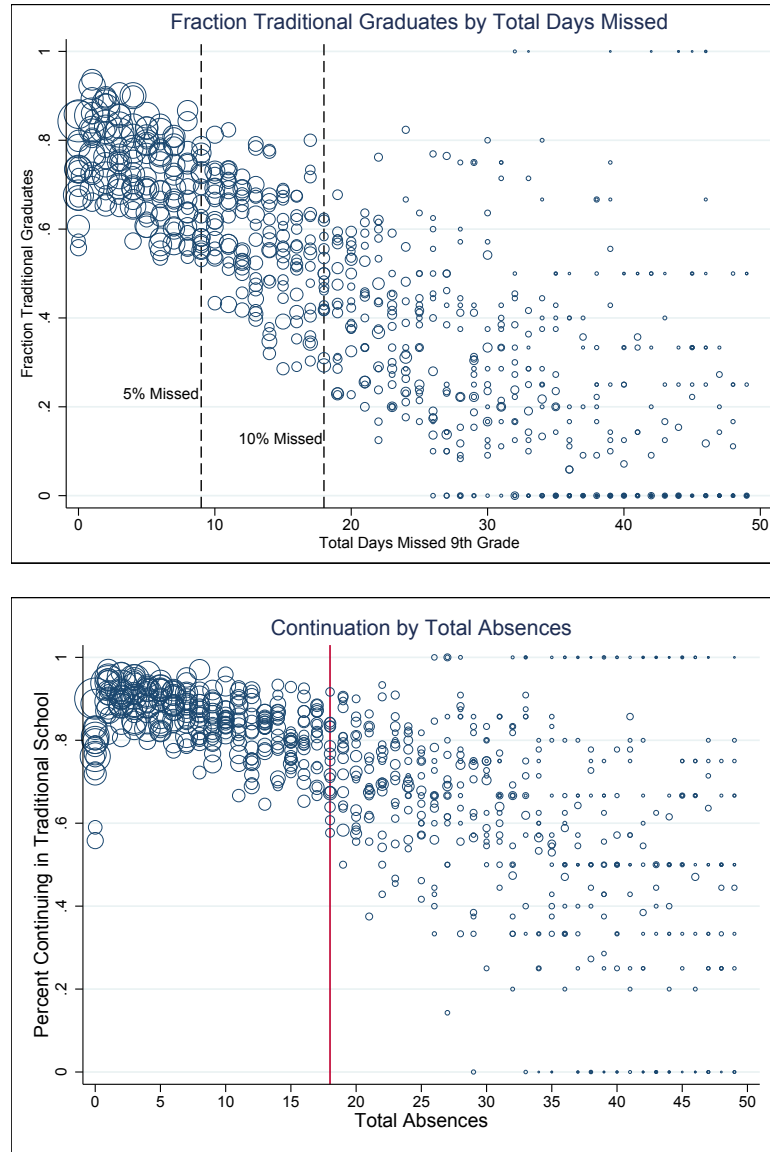 Fraction Traditional Graduates by Total Days Missed
Fraction Traditional Graduates
1
.8
.6
.4
.2
0
5% Missed
10% Missed
0 10 20 30 40 50
Total Days Missed 9th Grade
Continuation by Total Absences
Percent Continuing in Traditional School
1
.8
.6
.4
.2
0
0 5 10 15 20 25 30 35 40 45 50
Total Absences